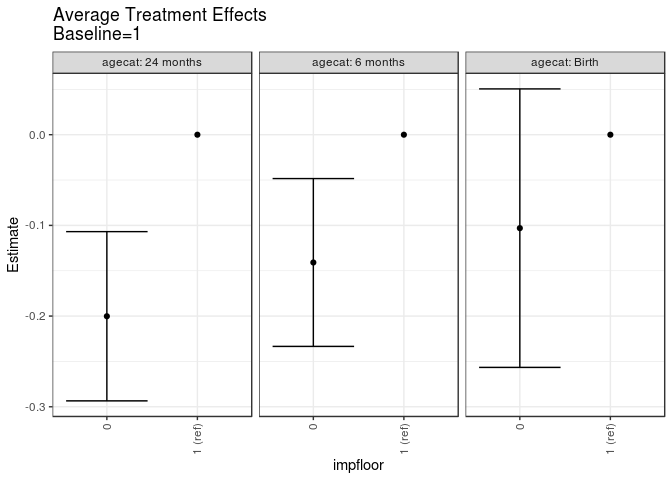 Average Treatment Effects
Baseline=1
agecat: 24 months
agecat: 6 months
agecat: Birth
Estimate
0.0
-0.1
-0.2
-0.3
0
1 (ref)
0
1 (ref)
0
1 (ref)
impfloor